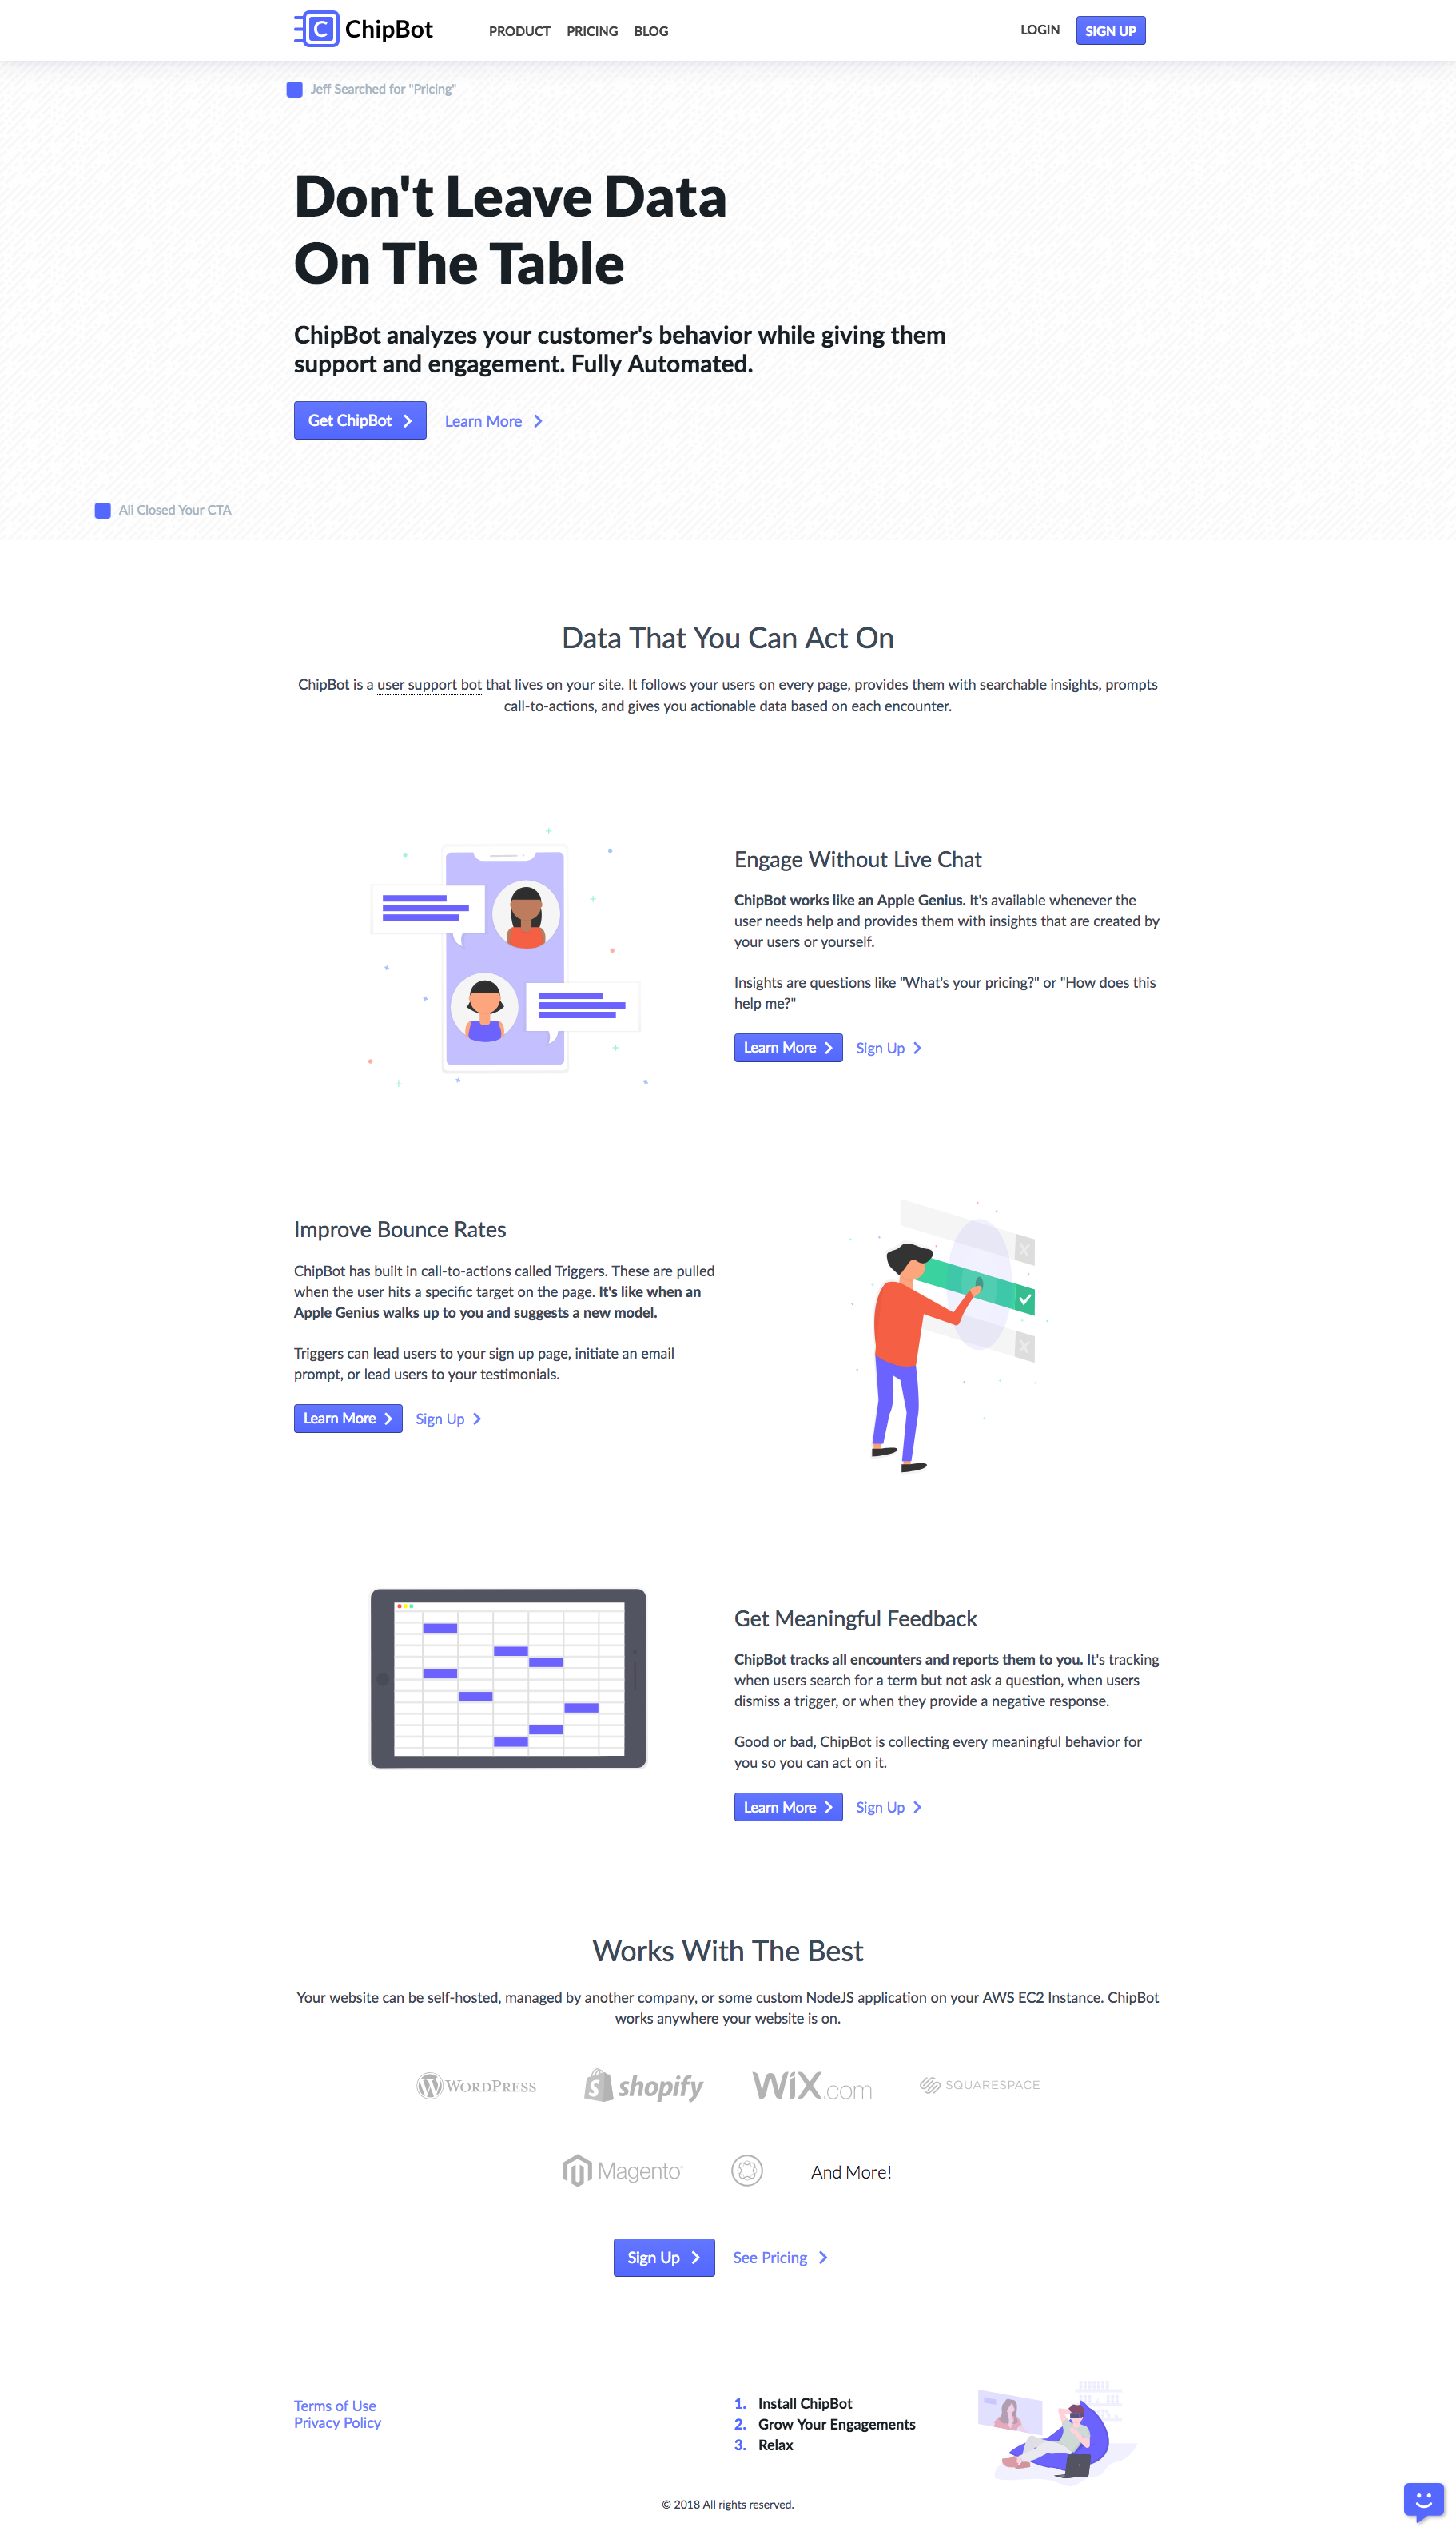 ChipBot
PRODUCT PRICING BLOG
LOGIN SIGN UP
Jeff Searched for "Pricing"
Don't Leave Data
On The Table
ChipBot analyzes your customer's behavior while giving them
support and engagement. Fully Automated.
Get ChipBot Learn More
Ali Closed Your CTA
Data That You Can Act On
ChipBot is a user support bot that lives on your site. It follows your users on every page, provides them with searchable insights, prompts
call-to-actions, and gives you actionable data based on each encounter.
Engage Without Live Chat
ChipBot works like an Apple Genius. It's available whenever the
user needs help and provides them with insights that are created by
your users or yourself.
Insights are questions like "What's your pricing?" or "How does this
help me?"
Learn More Sign Up
Improve Bounce Rates
ChipBot has built in call-to-actions called Triggers. These are pulled
when the user hits a specific target on the page. It's like when an
Apple Genius walks up to you and suggests a new model.
Triggers can lead users to your sign up page, initiate an email
prompt, or lead users to your testimonials.
Learn More Sign Up
Get Meaningful Feedback
ChipBot tracks all encounters and reports them to you. It's tracking
when users search for a term but not ask a question, when users
dismiss a trigger, or when they provide a negative response.
Good or bad, ChipBot is collecting every meaningful behavior for
you so you can act on it.
Learn More Sign Up
Works With The Best
Your website can be self-hosted, managed by another company, or some custom NodeJS application on your AWS EC2 Instance. ChipBot
works anywhere your website is on.
WORDPRESS shopify WiX.com SQUARESPACE
Magento And More!
Sign Up See Pricing
Terms of Use
Privacy Policy
1. Install ChipBot
2. Grow Your Engagements
3. Relax
© 2018 All rights reserved.